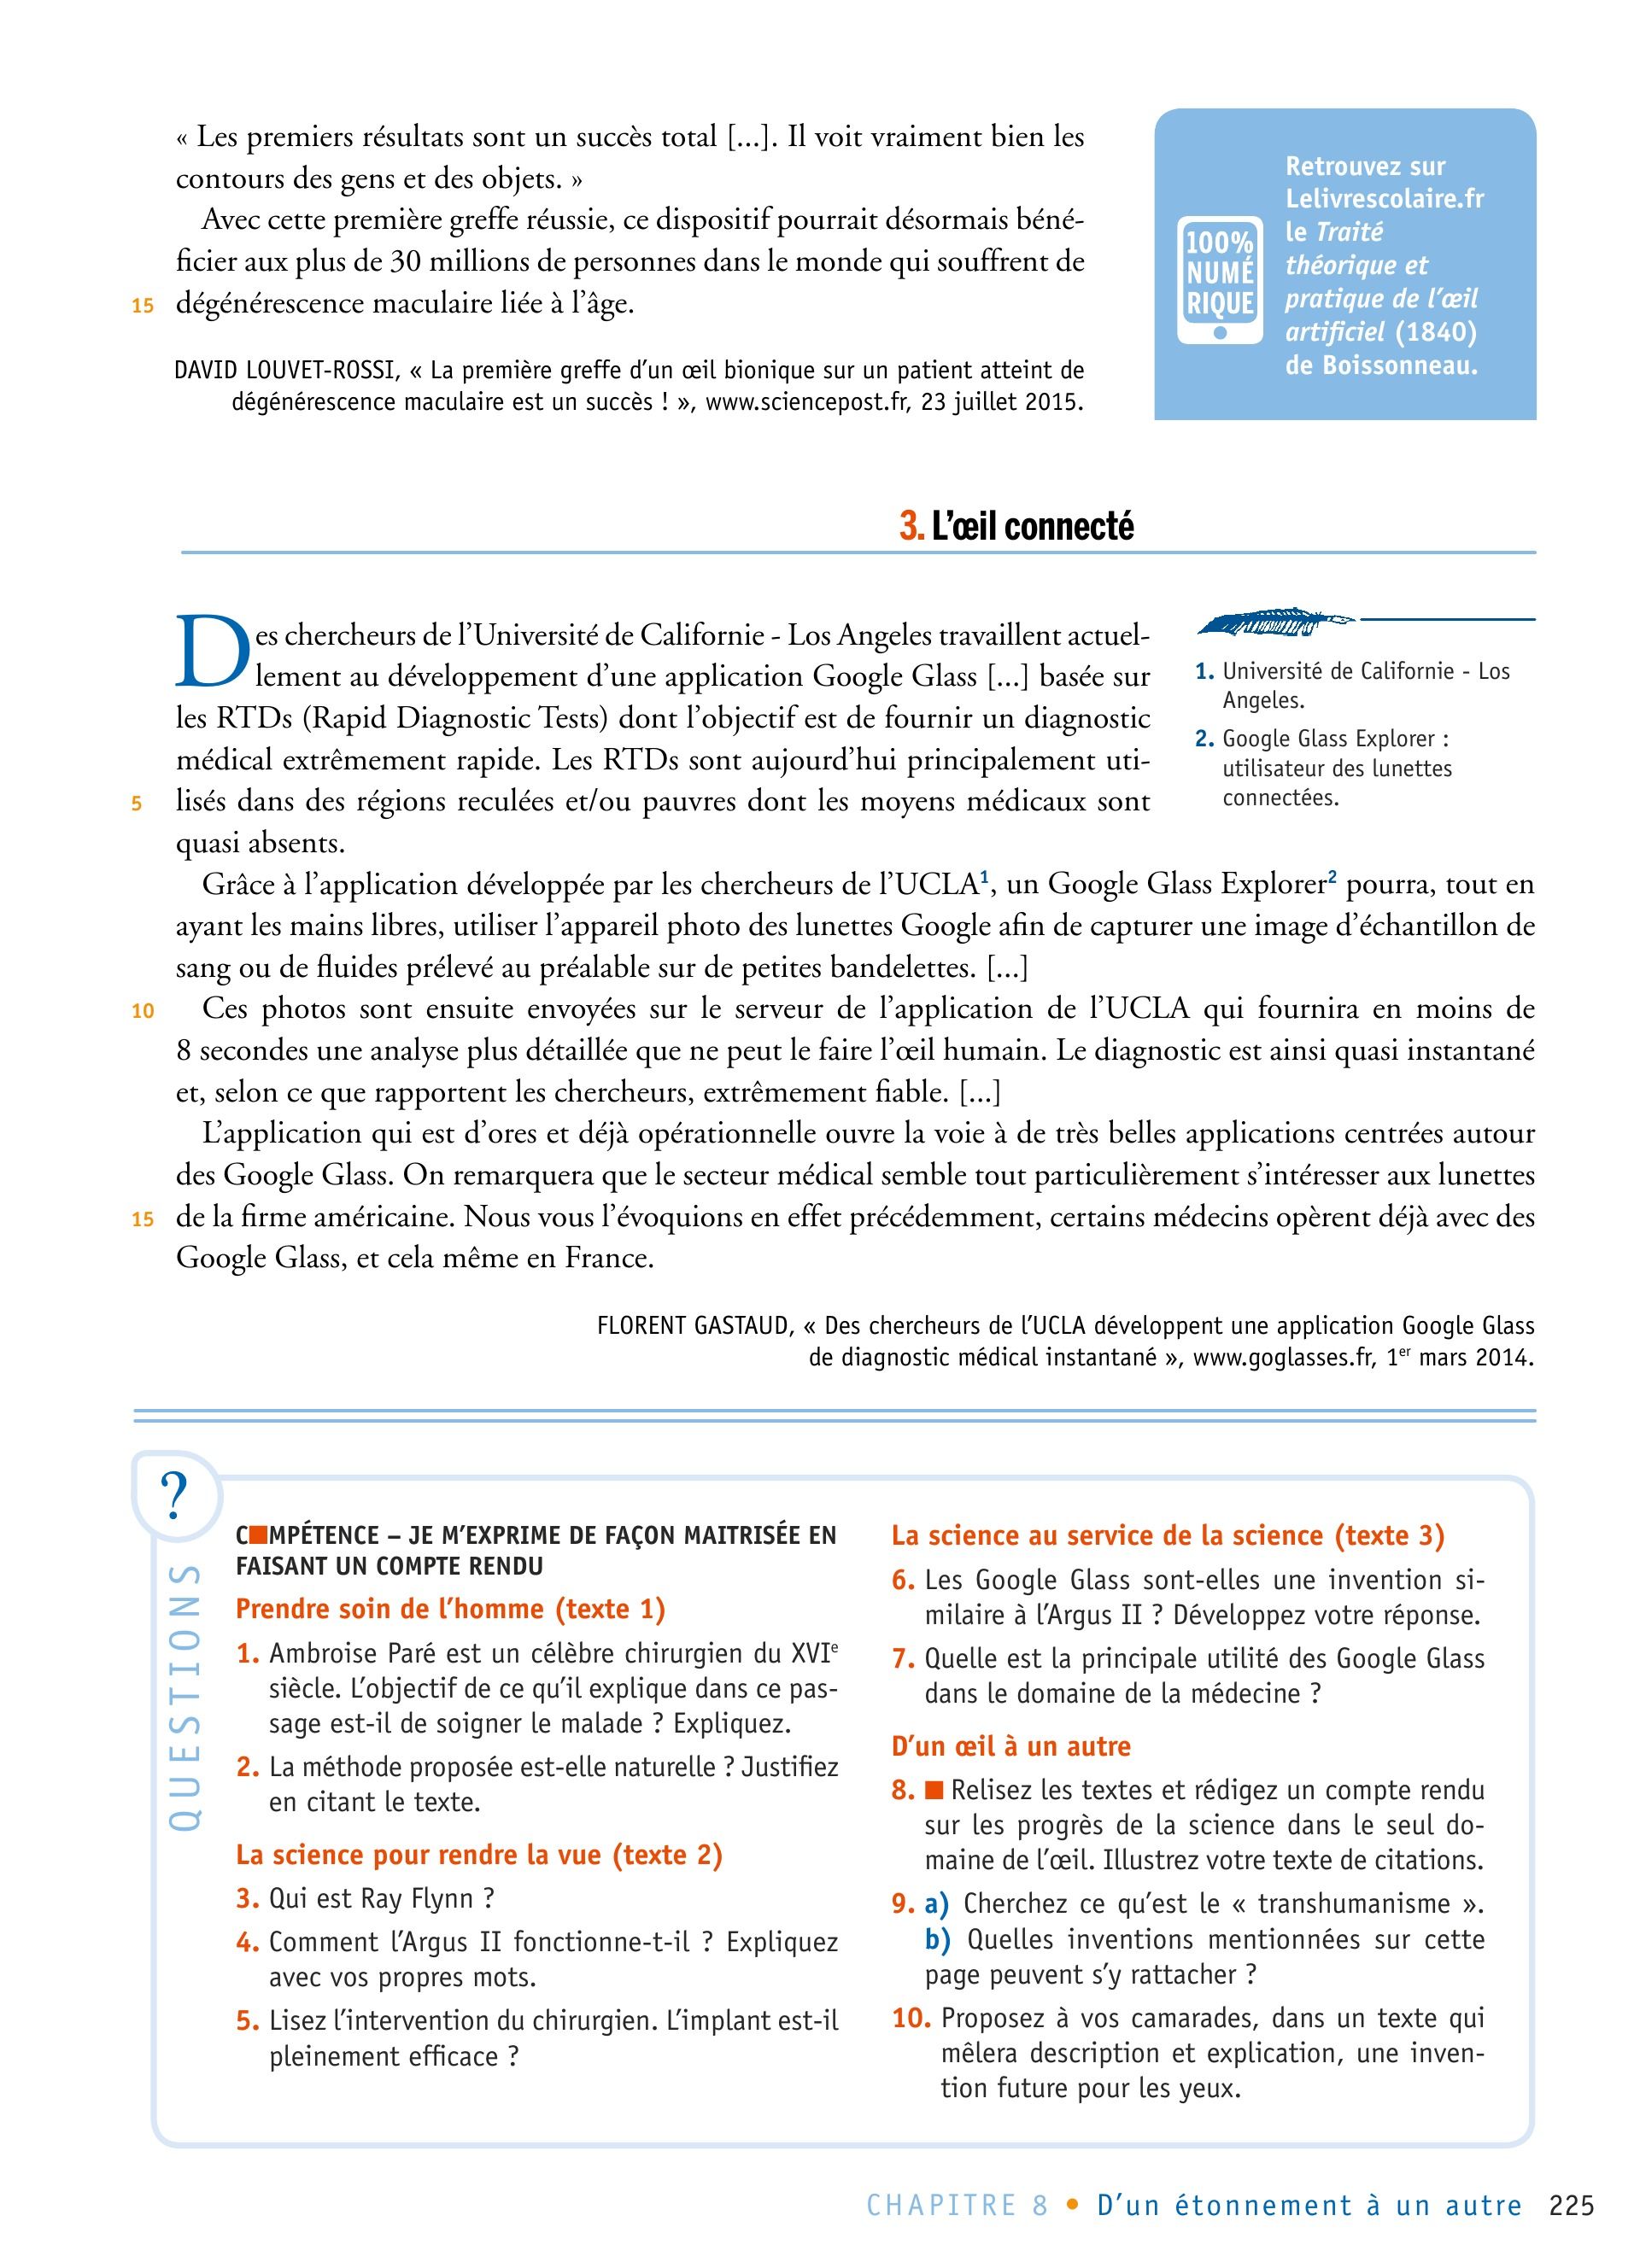 « Les premiers résultats sont un succès total [...]. Il voit vraiment bien les
contours des gens et des objets. »
Avec cette première greffe réussie, ce dispositif pourrait désormais béné-
ficier aux plus de 30 millions de personnes dans le monde qui souffrent de
15 dégénérescence maculaire liée à l'âge.
DAVID LOUVET-ROSSI, « La première greffe d'un œil bionique sur un patient atteint de
dégénérescence maculaire est un succès ! », www.sciencepost.fr, 23 juillet 2015.
100%
NUMÉ
RIQUE
Retrouvez sur
Lelivrescolaire.fr
le Traité
théorique et
pratique de l'œil
artificiel (1840)
de Boissonneau.
3. L'œil connecté
Des chercheurs de l'Université de Californie - Los Angeles travaillent actuel-
lement au développement d'une application Google Glass [...] basée sur
les RTDs (Rapid Diagnostic Tests) dont l'objectif est de fournir un diagnostic
médical extrêmement rapide. Les RTDs sont aujourd'hui principalement uti-
5 lisés dans des régions reculées et/ou pauvres dont les moyens médicaux sont
quasi absents.
Grâce à l'application développée par les chercheurs de l'UCLA1, un Google Glass Explorer2 pourra, tout en
ayant les mains libres, utiliser l'appareil photo des lunettes Google afin de capturer une image d'échantillon de
sang ou de fluides prélevé au préalable sur de petites bandelettes. [...]
10 Ces photos sont ensuite envoyées sur le serveur de l'application de l'UCLA qui fournira en moins de
8 secondes une analyse plus détaillée que ne peut le faire l'œil humain. Le diagnostic est ainsi quasi instantané
et, selon ce que rapportent les chercheurs, extrêmement fiable. [...]
L'application qui est d'ores et déjà opérationnelle ouvre la voie à de très belles applications centrées autour
des Google Glass. On remarquera que le secteur médical semble tout particulièrement s'intéresser aux lunettes
15 de la firme américaine. Nous vous l'évoquions en effet précédemment, certains médecins opèrent déjà avec des
Google Glass, et cela même en France.
1. Université de Californie - Los
Angeles.
2. Google Glass Explorer :
utilisateur des lunettes
connectées.
FLORENT GASTAUD, « Des chercheurs de l'UCLA développent une application Google Glass
de diagnostic médical instantané », www.goglasses.fr, 1er mars 2014.
?
QUESTIONS
C■MPÉTENCE – JE M'EXPRIME DE FAÇON MAITRISÉE EN
FAISANT UN COMPTE RENDU
Prendre soin de l'homme (texte 1)
1. Ambroise Paré est un célèbre chirurgien du XVIe
siècle. L'objectif de ce qu'il explique dans ce pas-
sage est-il de soigner le malade ? Expliquez.
2. La méthode proposée est-elle naturelle ? Justifiez
en citant le texte.
La science pour rendre la vue (texte 2)
3. Qui est Ray Flynn ?
4. Comment l'Argus II fonctionne-t-il ? Expliquez
avec vos propres mots.
5. Lisez l'intervention du chirurgien. L'implant est-il
pleinement efficace ?
La science au service de la science (texte 3)
6. Les Google Glass sont-elles une invention si-
milaire à l'Argus II ? Développez votre réponse.
7. Quelle est la principale utilité des Google Glass
dans le domaine de la médecine ?
D'un œil à un autre
8. ■ Relisez les textes et rédigez un compte rendu
sur les progrès de la science dans le seul do-
maine de l'œil. Illustrez votre texte de citations.
9. a) Cherchez ce qu'est le « transhumanisme ».
b) Quelles inventions mentionnées sur cette
page peuvent s'y rattacher ?
10. Proposez à vos camarades, dans un texte qui
mêlera description et explication, une inven-
tion future pour les yeux.
CHAPITRE 8 • D'un étonnement à un autre 225